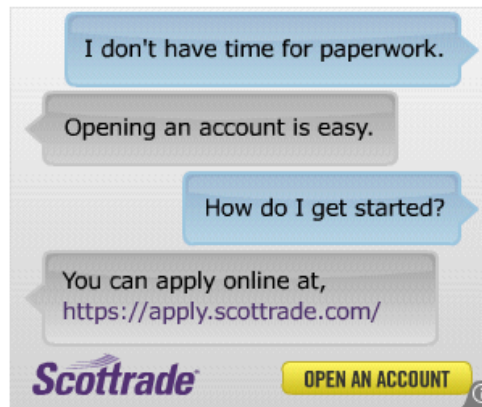 I don't have time for paperwork.
Opening an account is easy.
How do I get started?
You can apply online at,
https://apply.scottrade.com/
Scottrade
OPEN AN ACCOUNT